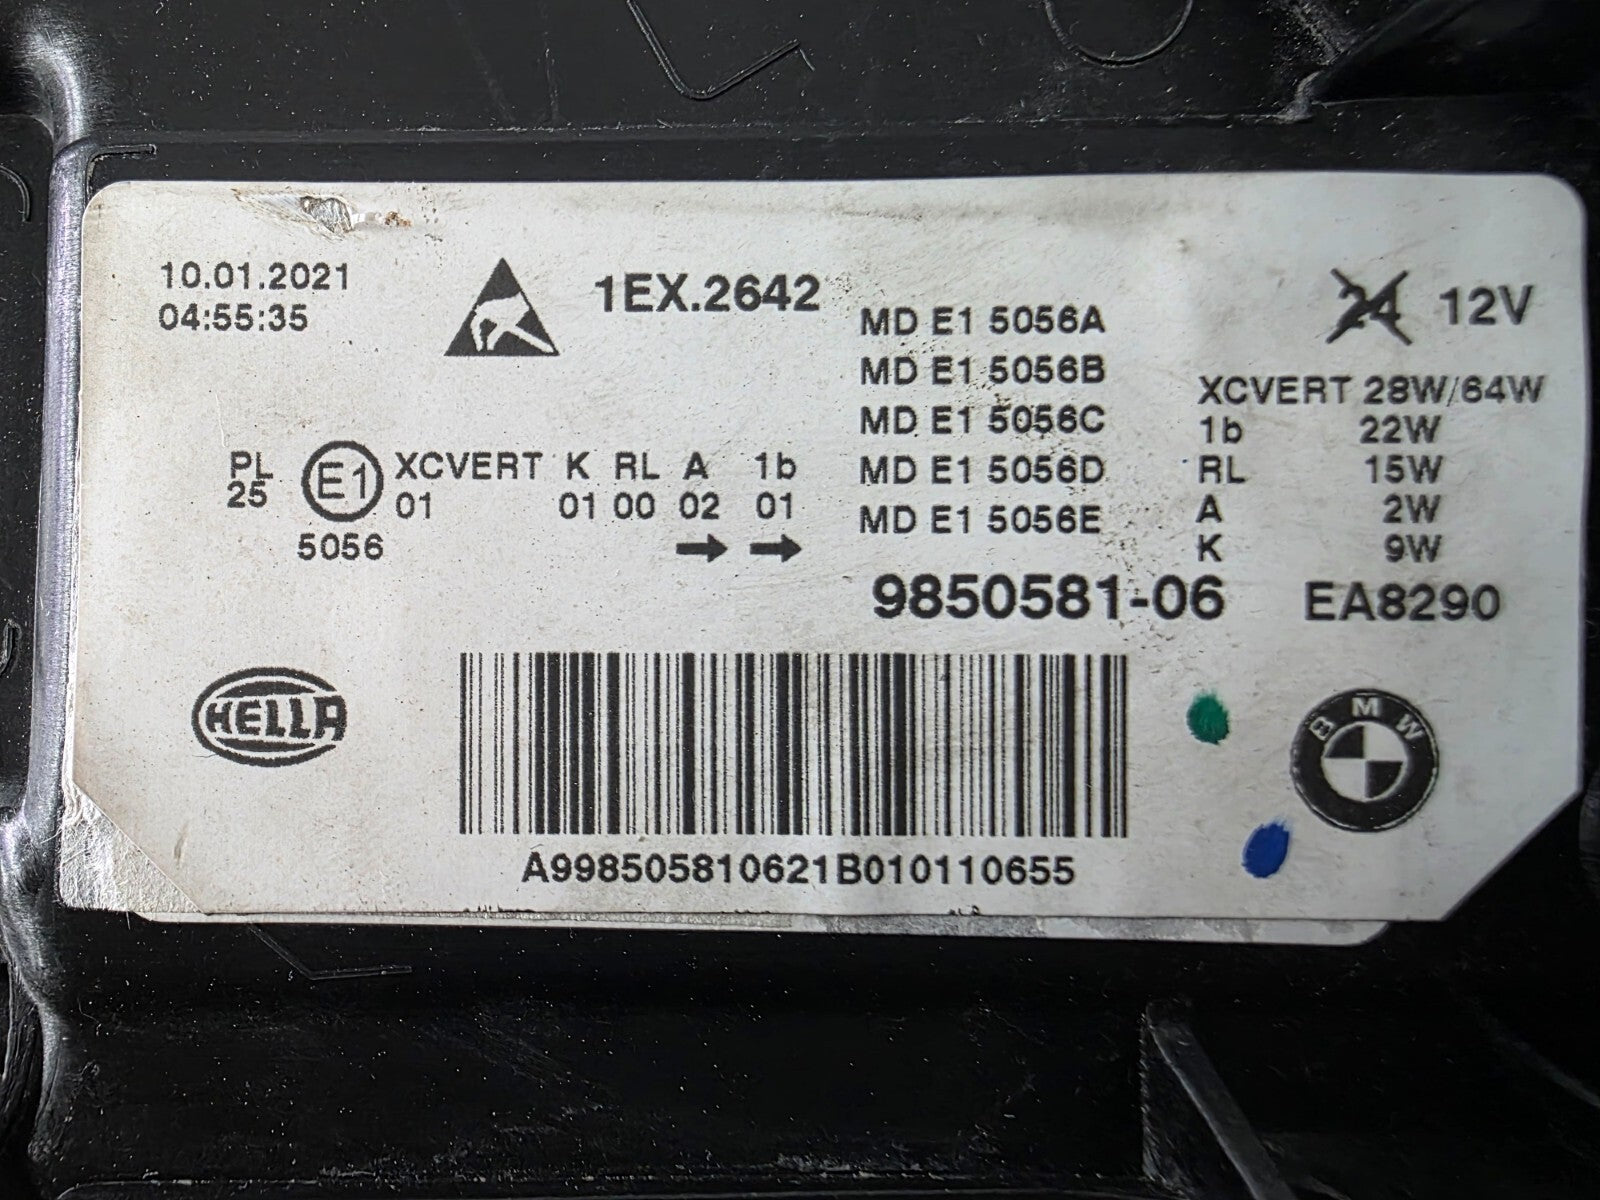 10.01.2021
04:55:35
1EX.2642
MD E1 5056A
MD E1 5056B
MD E1 5056C
MD E1 5056D
MD E1 5056E
24 12V
XCVERT 28W/64W
1b 22W
RL 15W
A 2W
K 9W
PL
25
E1
5056
XCVERT K RL A 1b
01 01 00 02 01
9850581-06 EA8290
HELLA
BMW
A998505810621B010110655